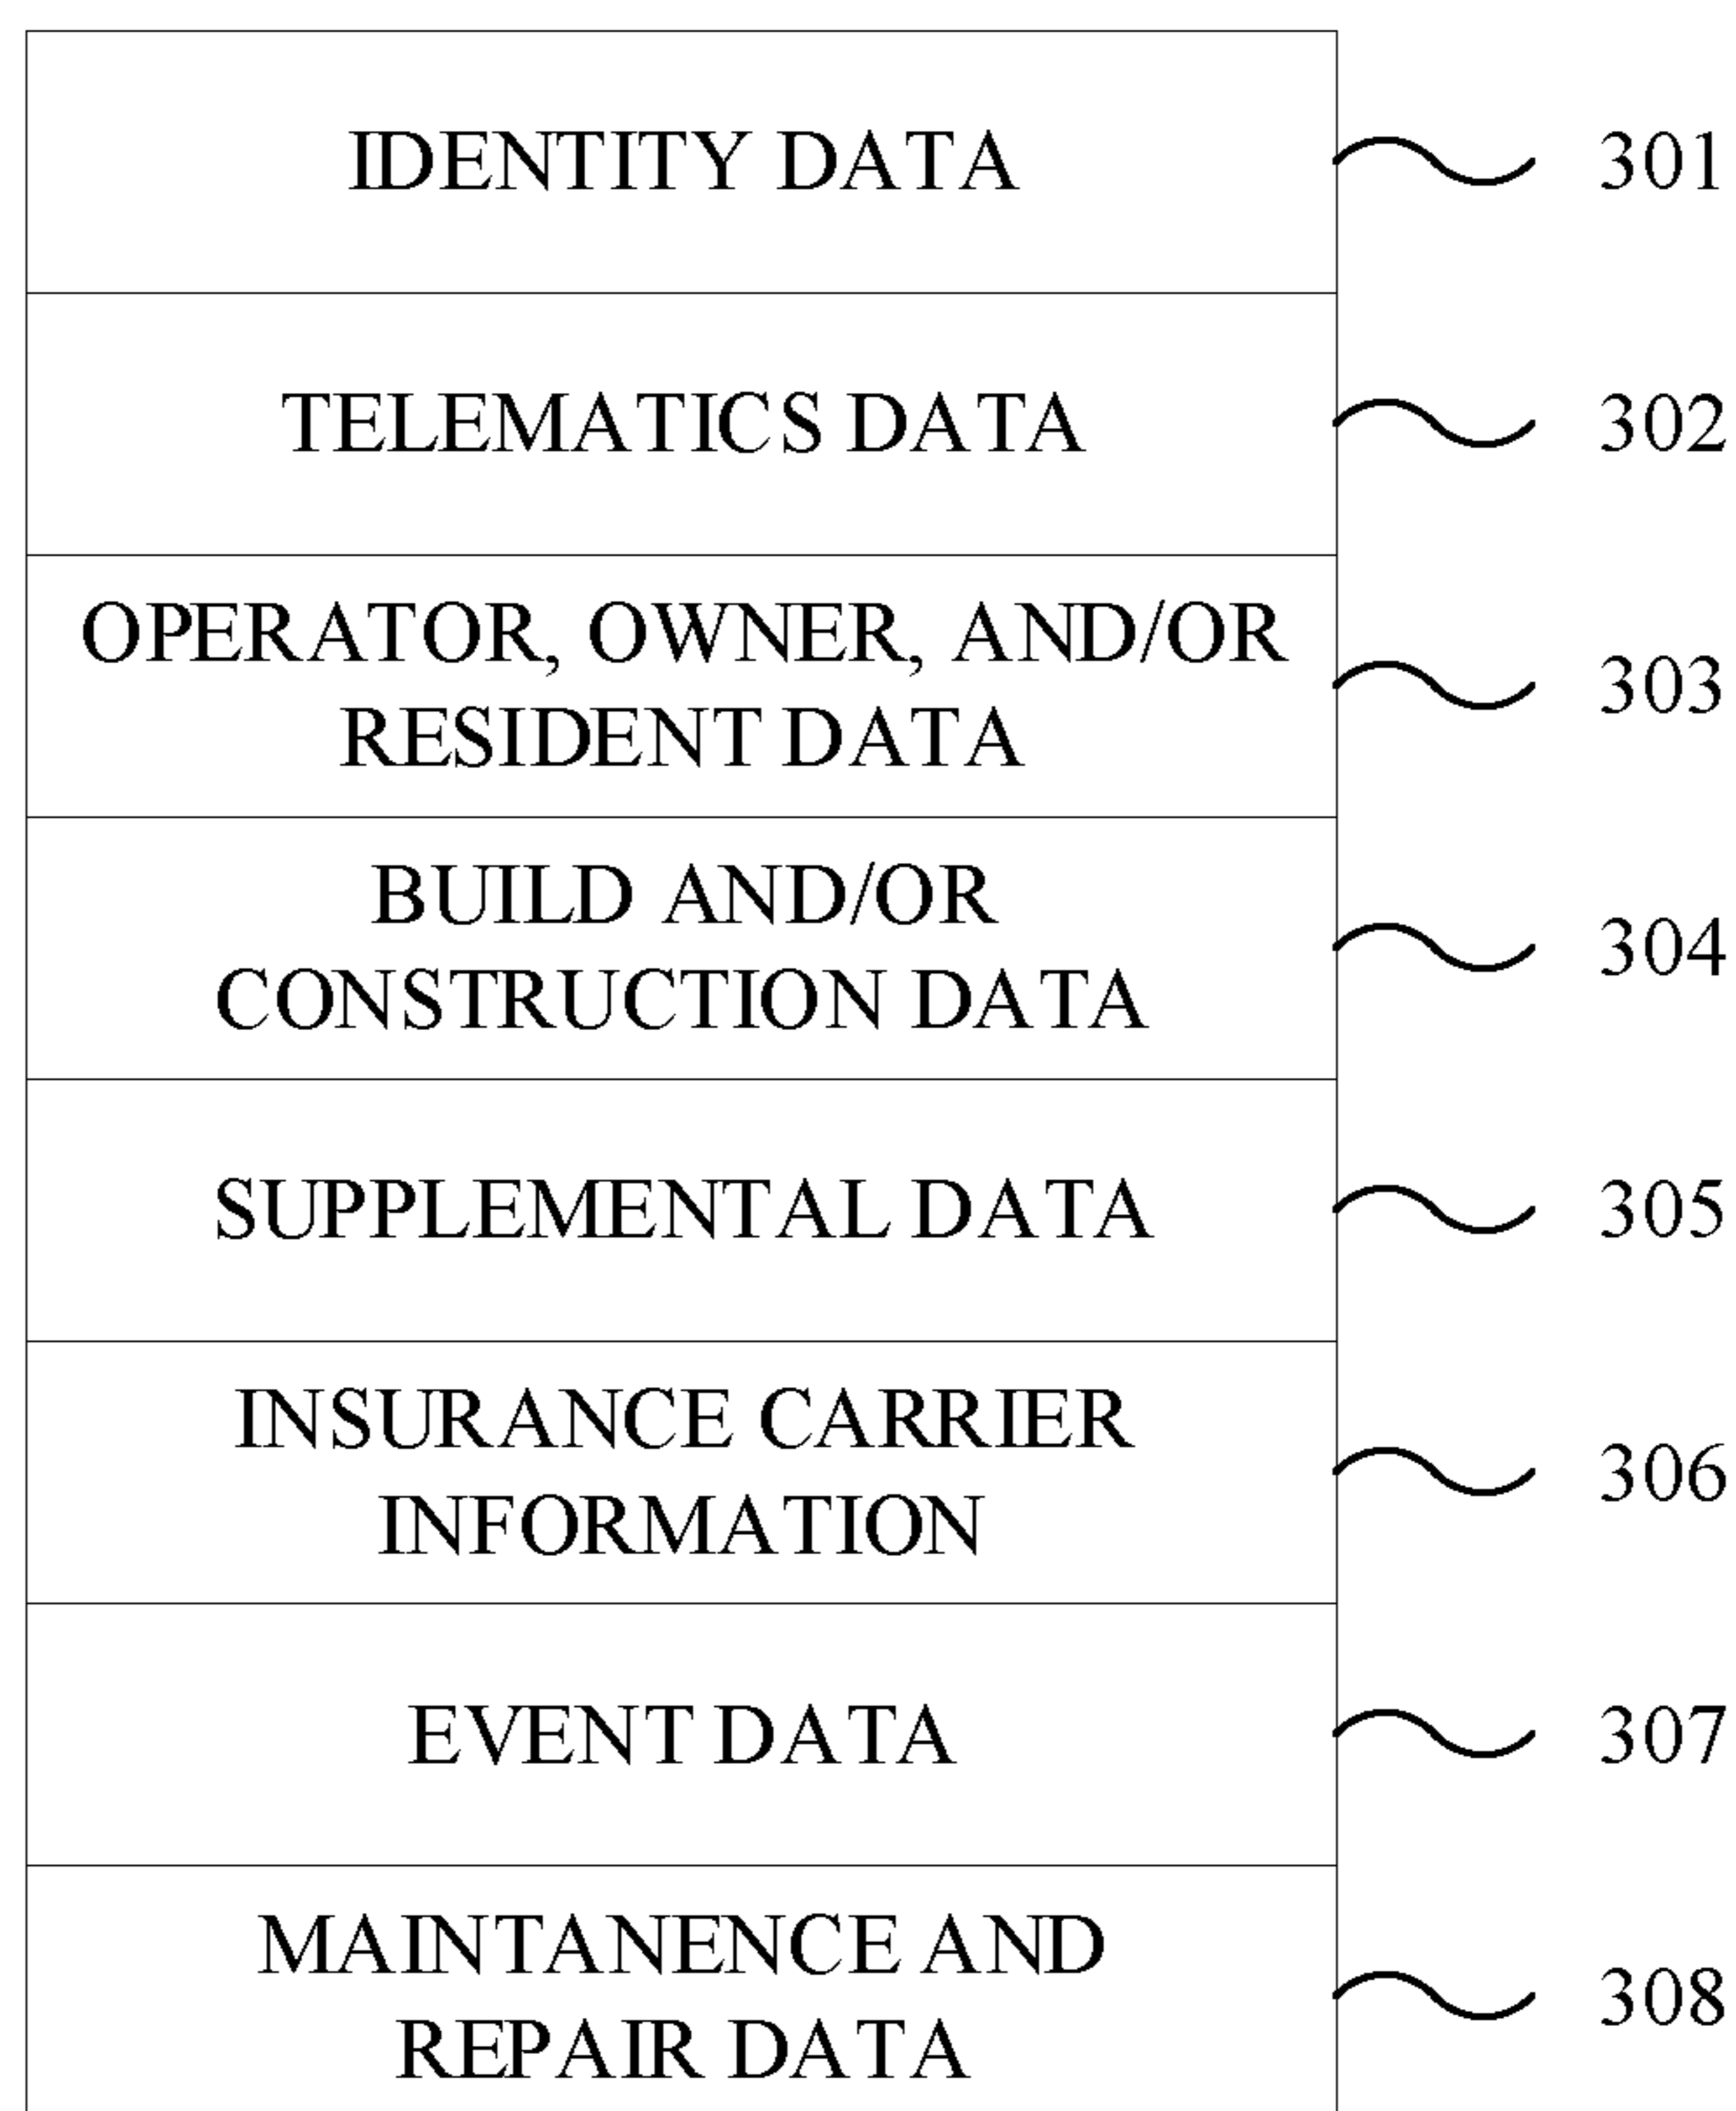 IDENTITY DATA
301
TELEMATICS DATA
302
OPERATOR, OWNER, AND/OR
RESIDENT DATA
303
BUILD AND/OR
CONSTRUCTION DATA
304
SUPPLEMENTAL DATA
305
INSURANCE CARRIER
INFORMATION
306
EVENT DATA
307
MAINTANENCE AND
REPAIR DATA
308